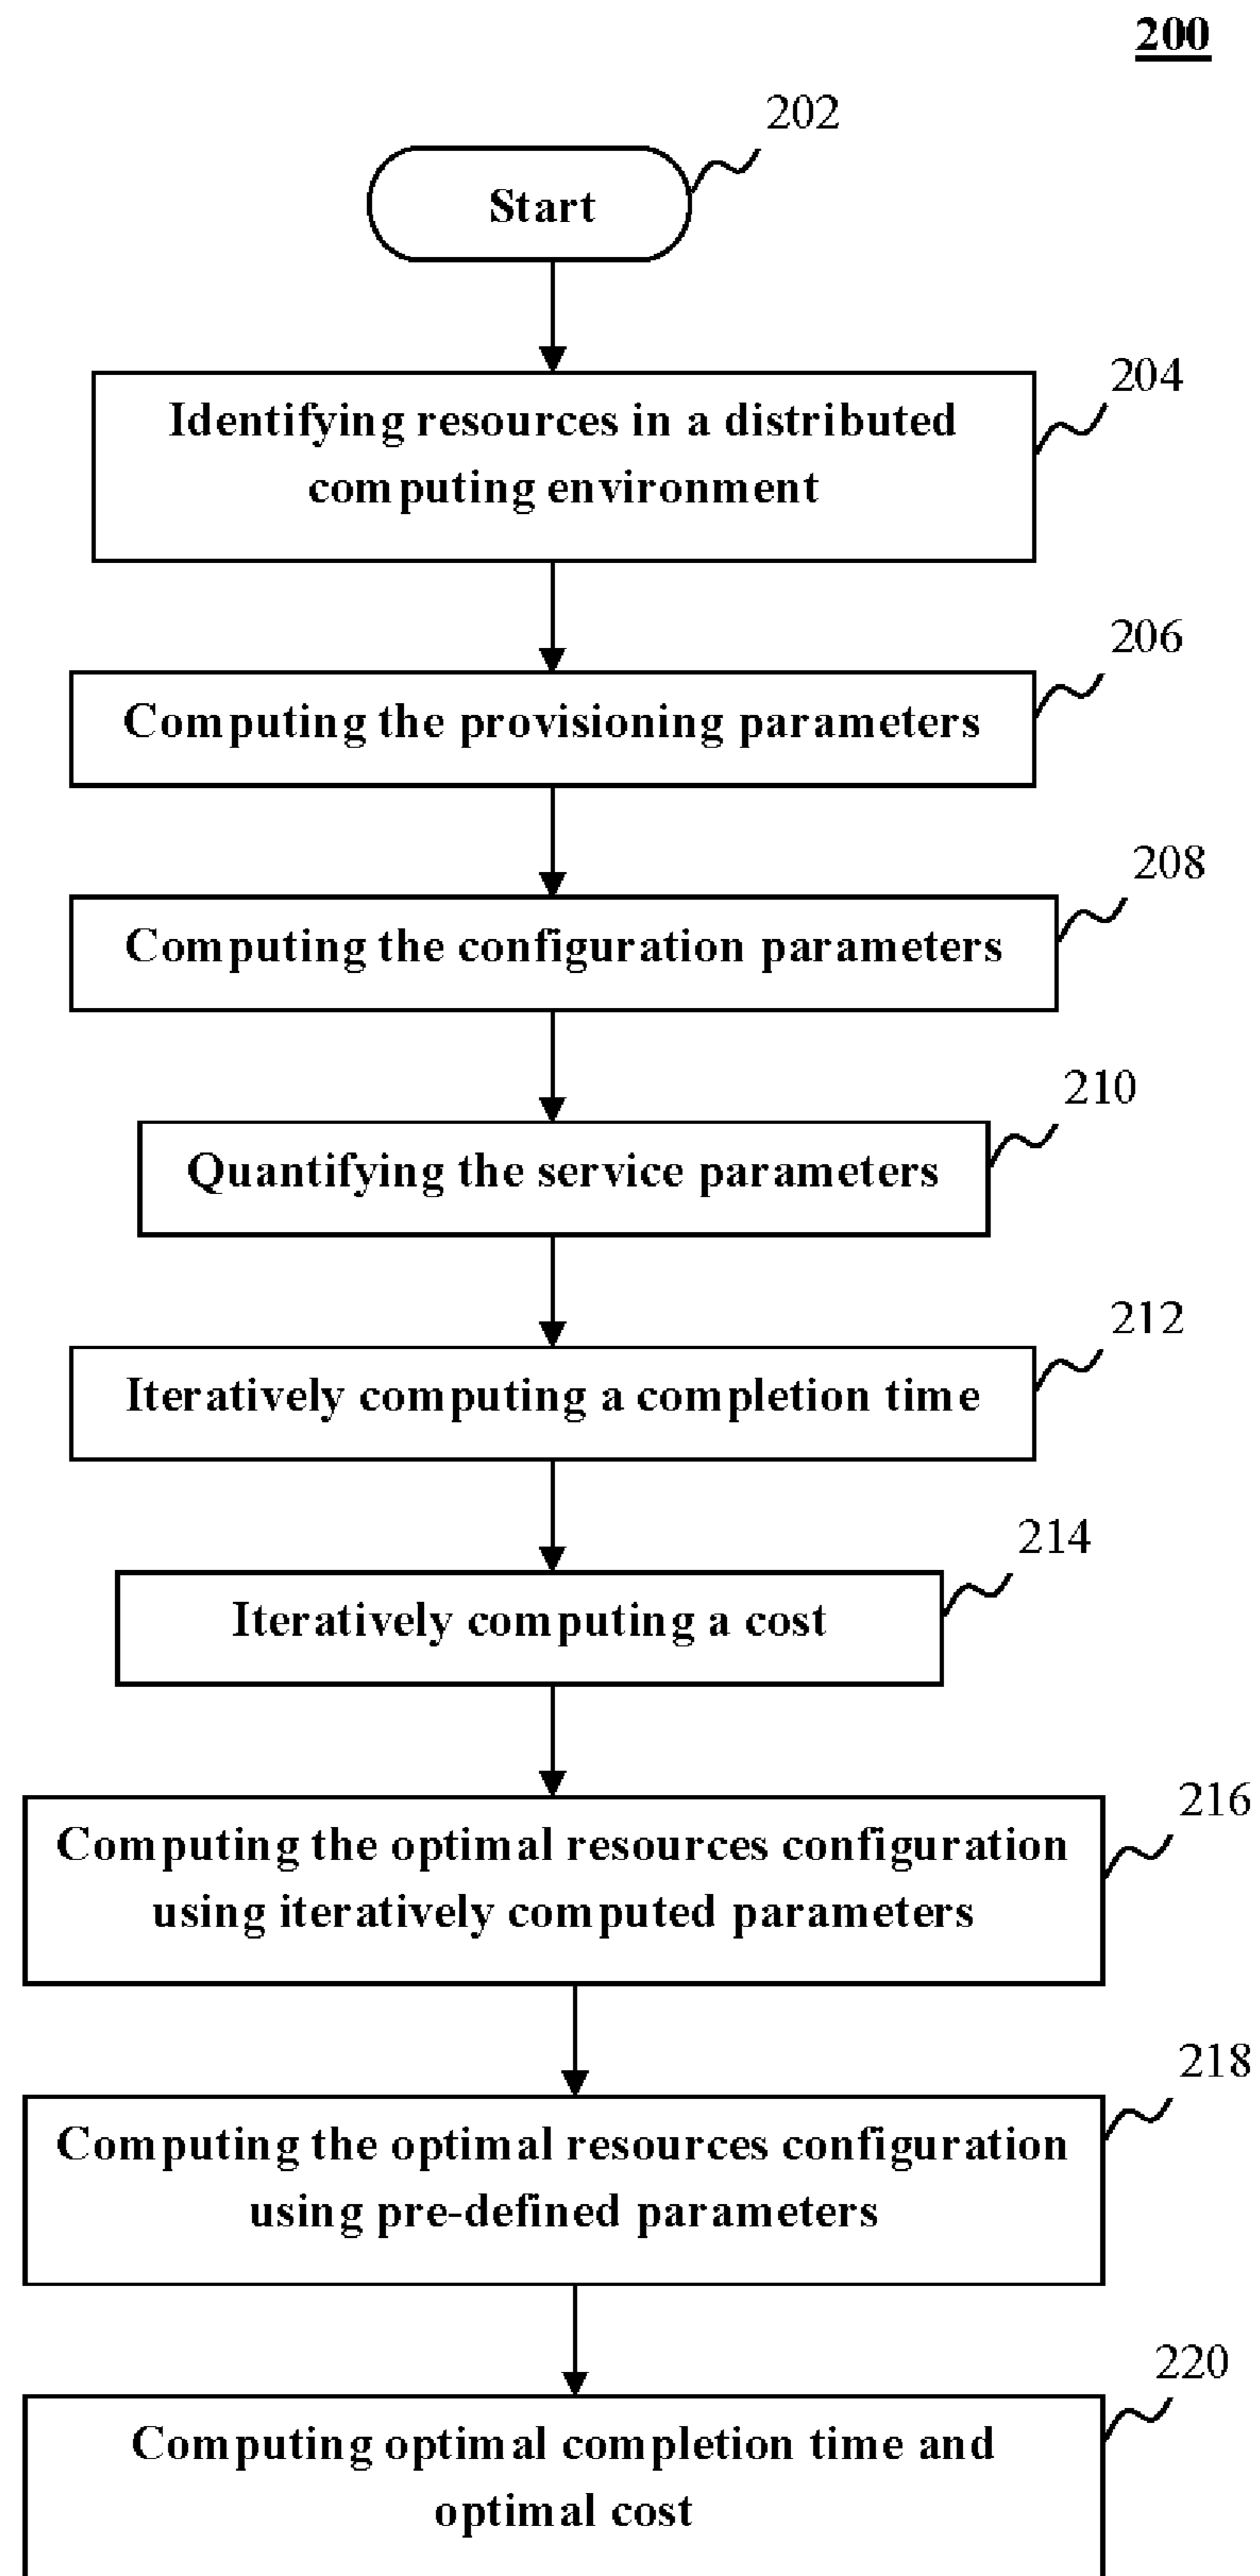 200
202
Start
204
Identifying resources in a distributed
computing environment
206
Computing the provisioning parameters
208
Computing the configuration parameters
210
Quantifying the service parameters
212
Iteratively computing a completion time
214
Iteratively computing a cost
216
Computing the optimal resources configuration
using iteratively computed parameters
218
Computing the optimal resources configuration
using pre-defined parameters
220
Computing optimal completion time and
optimal cost